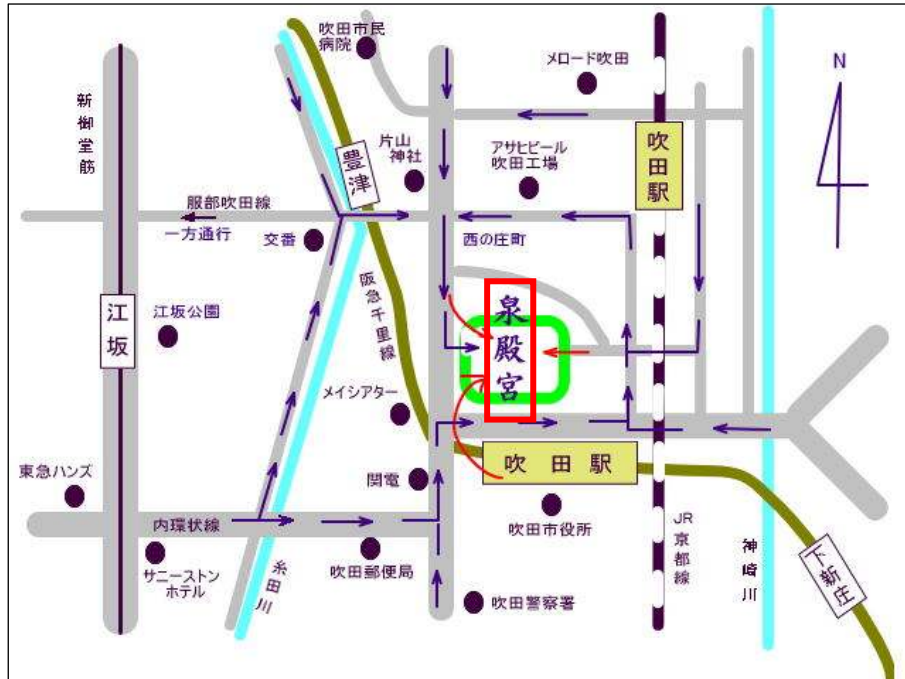 吹田市民
病院
メロード吹田
N
新御堂筋
豊津
片山
神社
アサヒビール
吹田工場
吹田駅
服部吹田線
一方通行
交番
西の庄町
江坂
江坂公園
阪急千里線
泉殿宮
メイシアター
東急ハンズ
関電
吹田駅
内環状線
吹田市役所
JR京都線
神崎川
下新庄
サニーストン
ホテル
糸田川
吹田郵便局
吹田警察署